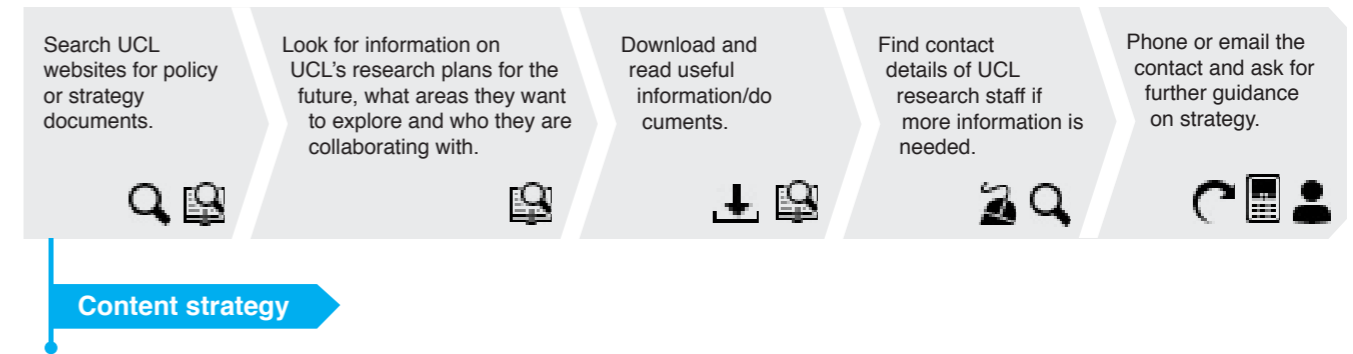 Search UCL
websites for policy
or strategy
documents.
Look for information on
UCL's research plans for the
future, what areas they want
to explore and who they are
collaborating with.
Download and
read useful
information/do
cuments.
Find contact
details of UCL
research staff if
more information is
needed.
Phone or email the
contact and ask for
further guidance
on strategy.
Content strategy